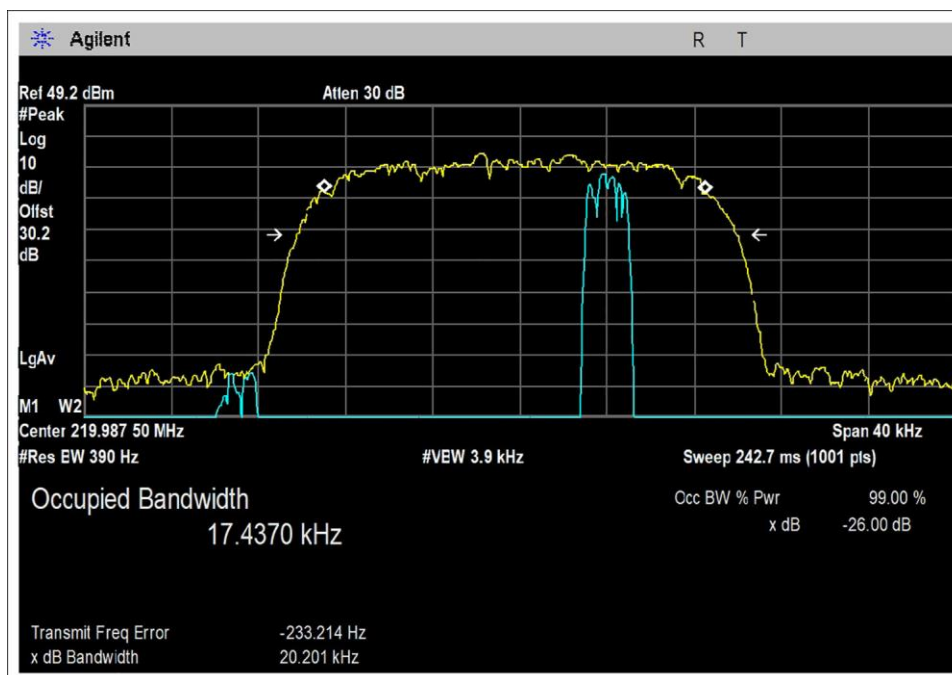 Agilent R T
Ref 49.2 dBm Atten 30 dB
#Peak
Log
10
dB/
Offst
30.2
dB
LgAv
M1 W2
Center 219.987 50 MHz Span 40 kHz
#Res BW 390 Hz #VBW 3.9 kHz Sweep 242.7 ms (1001 pts)
Occupied Bandwidth Occ BW % Pwr 99.00 %
17.4370 kHz x dB -26.00 dB
Transmit Freq Error -233.214 Hz
x dB Bandwidth 20.201 kHz